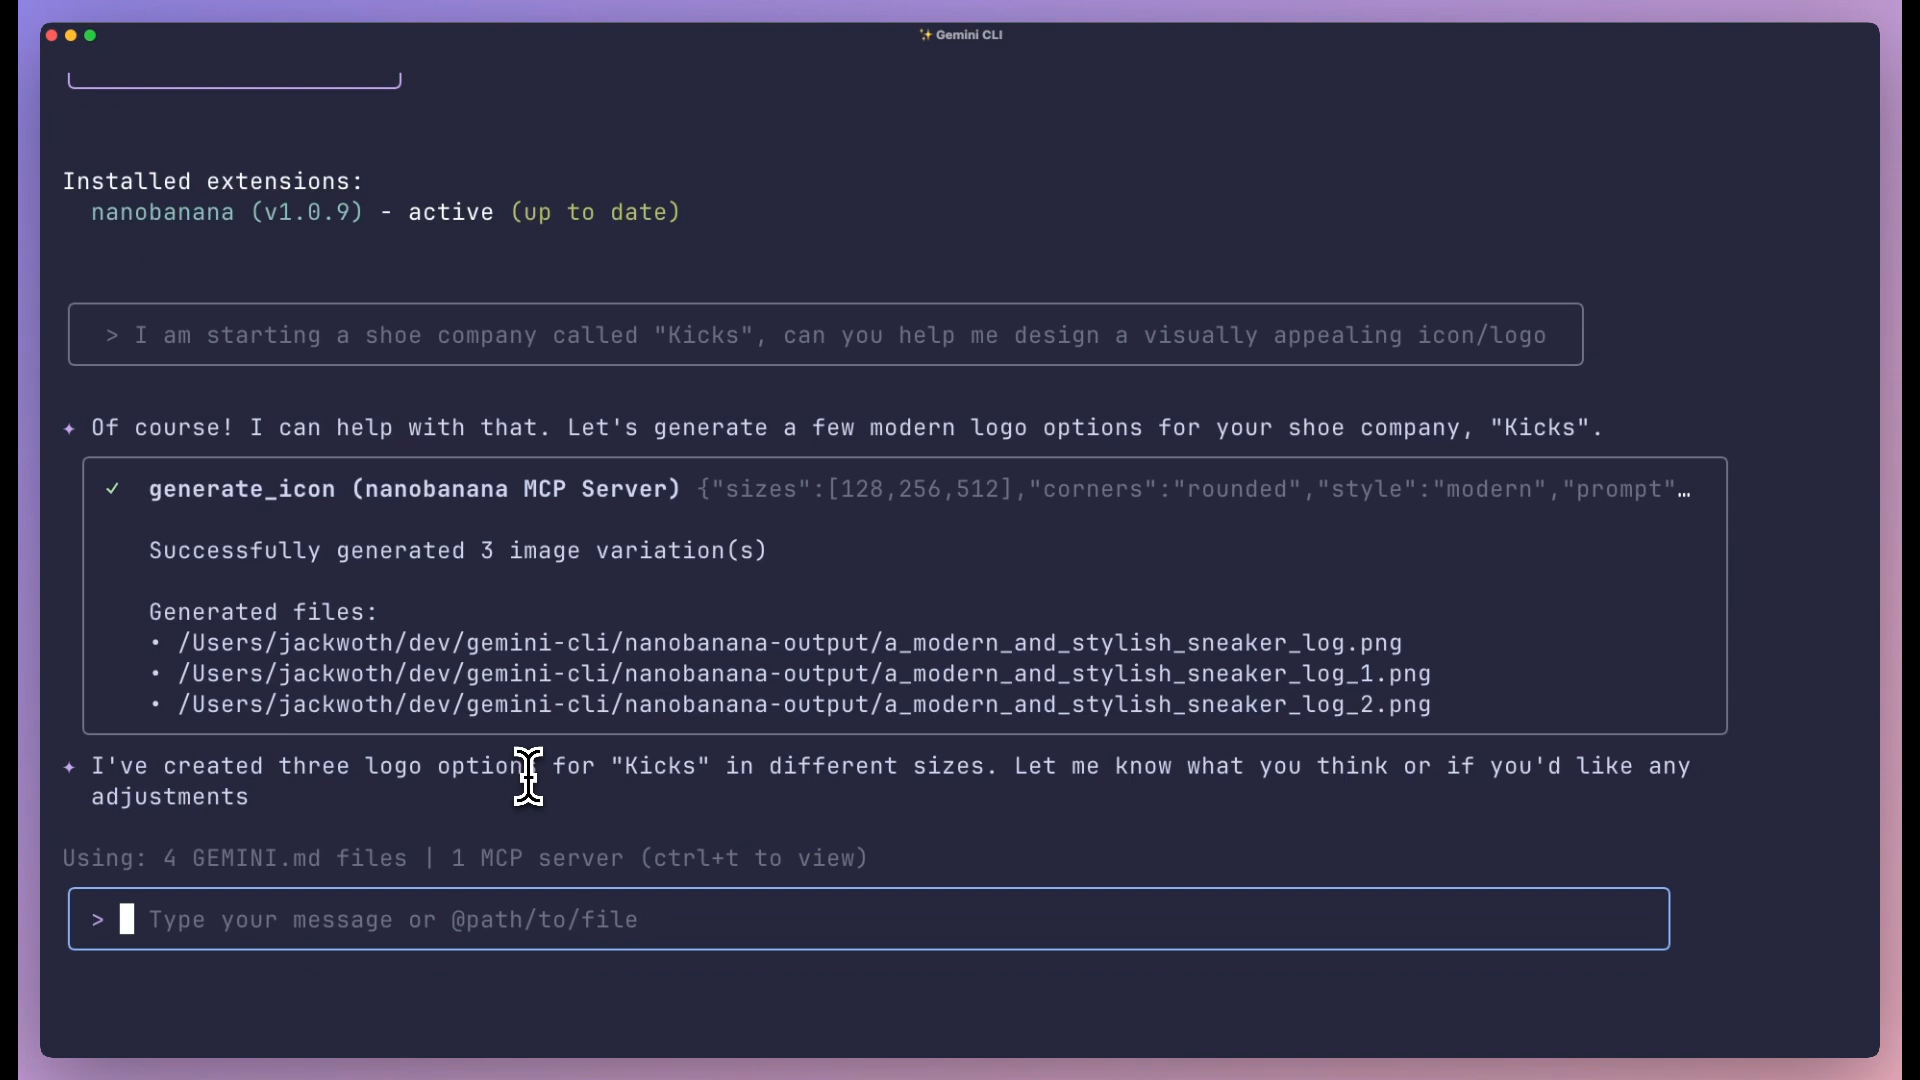 ✨ Gemini CLI
Installed extensions:
nanobanana (v1.0.9) - active (up to date)
> I am starting a shoe company called "Kicks", can you help me design a visually appealing icon/logo
✦ Of course! I can help with that. Let's generate a few modern logo options for your shoe company, "Kicks".
✓ generate_icon (nanobanana MCP Server) {"sizes":[128,256,512],"corners":"rounded","style":"modern","prompt"…
Successfully generated 3 image variation(s)
Generated files:
• /Users/jackwoth/dev/gemini-cli/nanobanana-output/a_modern_and_stylish_sneaker_log.png
• /Users/jackwoth/dev/gemini-cli/nanobanana-output/a_modern_and_stylish_sneaker_log_1.png
• /Users/jackwoth/dev/gemini-cli/nanobanana-output/a_modern_and_stylish_sneaker_log_2.png
✦ I've created three logo options for "Kicks" in different sizes. Let me know what you think or if you'd like any
adjustments
Using: 4 GEMINI.md files | 1 MCP server (ctrl+t to view)
> Type your message or @path/to/file